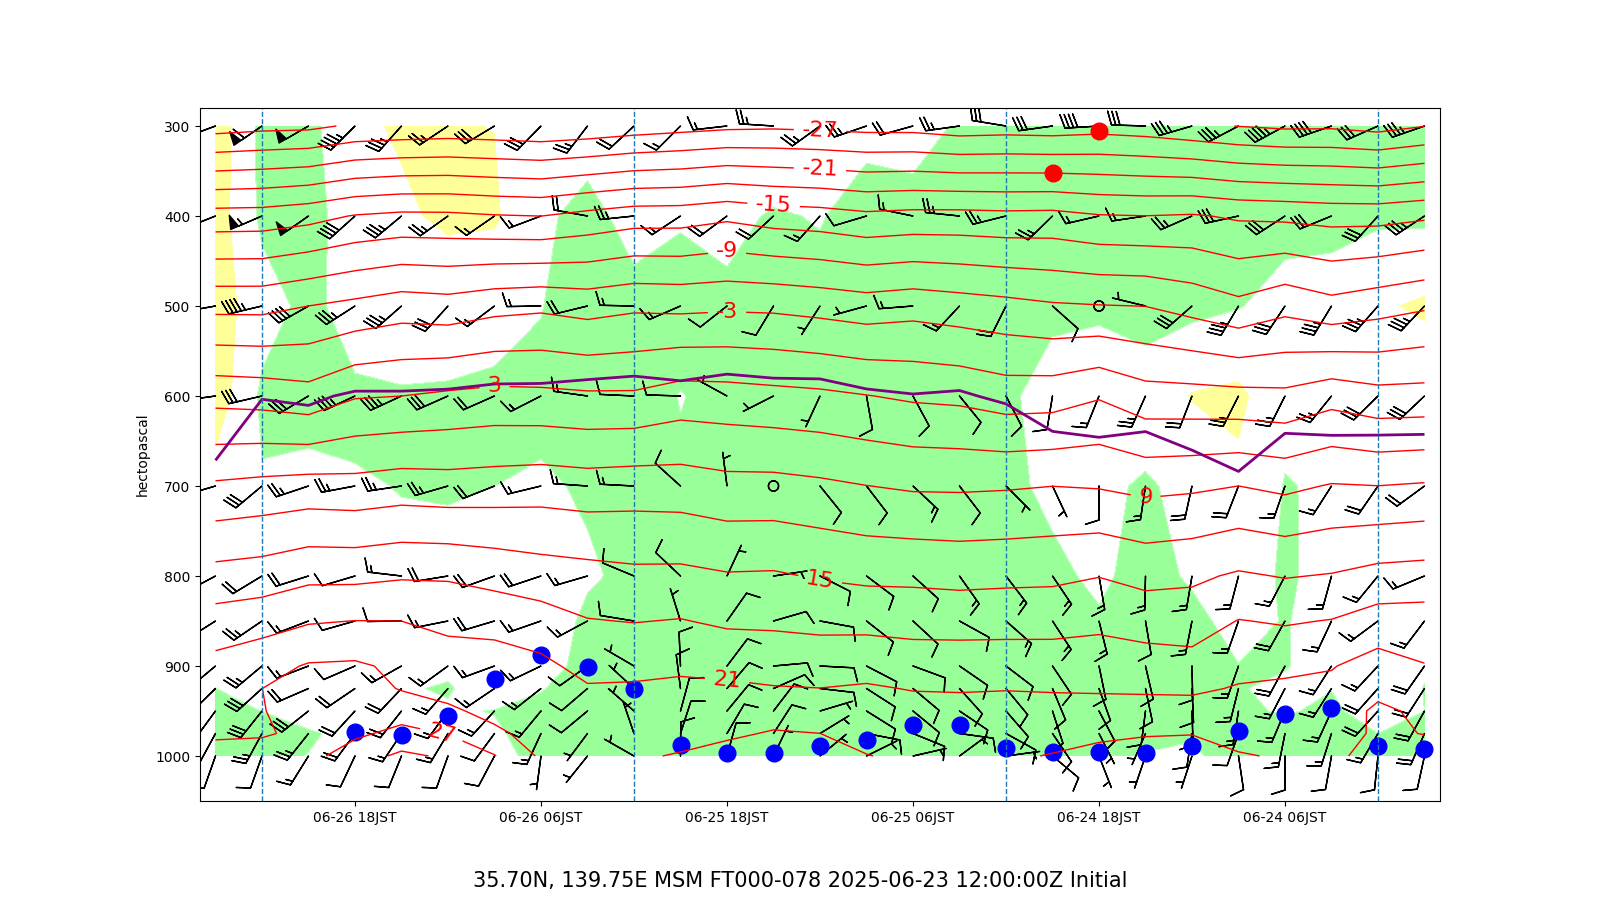 300
400
500
600
700
800
900
1000
hectopascal
-27
-21
-15
-9
-3
3
9
15
21
27
06-26 18JST
06-26 06JST
06-25 18JST
06-25 06JST
06-24 18JST
06-24 06JST
35.70N, 139.75E MSM FT000-078 2025-06-23 12:00:00Z Initial